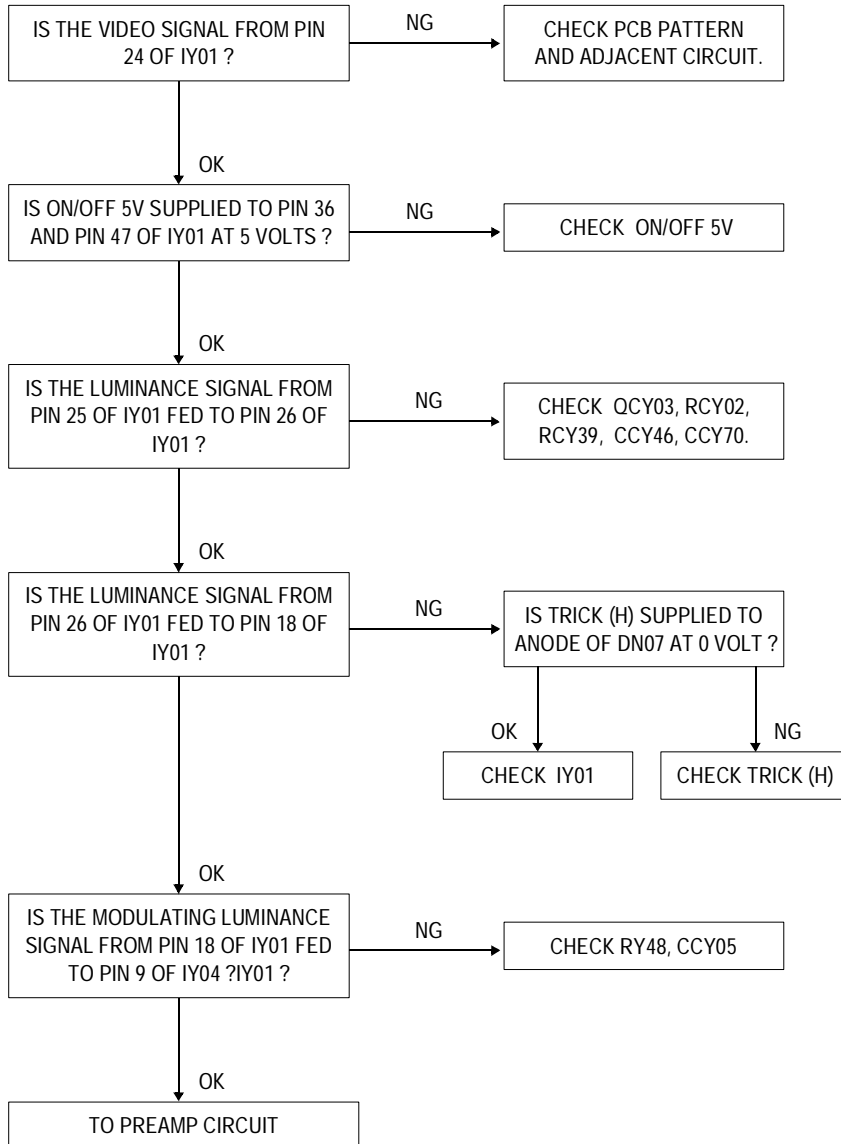 IS THE VIDEO SIGNAL FROM PIN
24 OF IY01 ?
NG
CHECK PCB PATTERN
AND ADJACENT CIRCUIT.
OK
IS ON/OFF 5V SUPPLIED TO PIN 36
AND PIN 47 OF IY01 AT 5 VOLTS ?
NG
CHECK ON/OFF 5V
OK
IS THE LUMINANCE SIGNAL FROM
PIN 25 OF IY01 FED TO PIN 26 OF
IY01 ?
NG
CHECK QCY03, RCY02,
RCY39, CCY46, CCY70.
OK
IS THE LUMINANCE SIGNAL FROM
PIN 26 OF IY01 FED TO PIN 18 OF
IY01 ?
NG
IS TRICK (H) SUPPLIED TO
ANODE OF DN07 AT 0 VOLT ?
OK
NG
CHECK IY01
CHECK TRICK (H)
OK
IS THE MODULATING LUMINANCE
SIGNAL FROM PIN 18 OF IY01 FED
TO PIN 9 OF IY04 ?IY01 ?
NG
CHECK RY48, CCY05
OK
TO PREAMP CIRCUIT